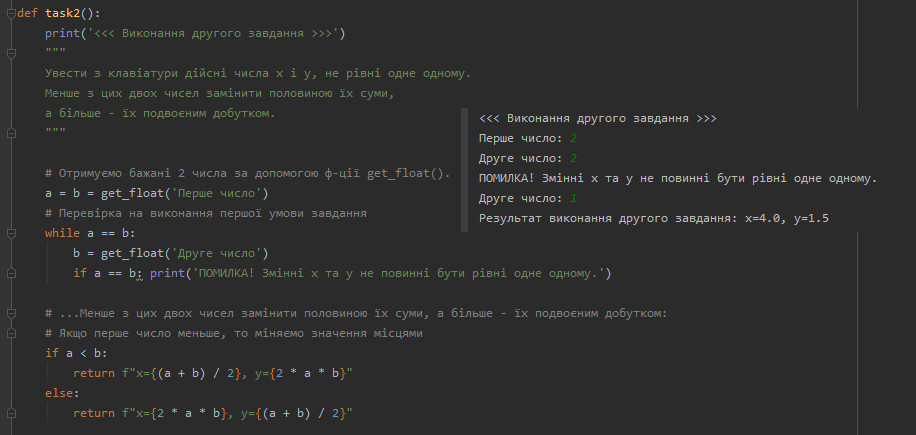 def task2():
    print('<<< Виконання другого завдання >>>')
    """
    Увести з клавіатури дійсні числа x і y, не рівні одне одному.
    Менше з цих двох чисел замінити половиною їх суми,
    а більше - їх подвоєним добутком.
    """
    # Отримуємо бажані 2 числа за допомогою ф-ції get_float().
    a = b = get_float('Перше число')
    # Перевірка на виконання першої умови завдання
    while a == b:
        b = get_float('Друге число')
        if a == b: print('ПОМИЛКА! Змінні x та y не повинні бути рівні одне одному.')
    # ...Менше з цих двох чисел замінити половиною їх суми, а більше - їх подвоєним добутком:
    # Якщо перше число меньше, то міняємо значення місцями
    if a < b:
        return f"x={(a + b) / 2}, y={2 * a * b}"
    else:
        return f"x={2 * a * b}, y={(a + b) / 2}"
<<< Виконання другого завдання >>>
Перше число: 2
Друге число: 2
ПОМИЛКА! Змінні x та y не повинні бути рівні одне одному.
Друге число: 1
Результат виконання другого завдання: x=4.0, y=1.5